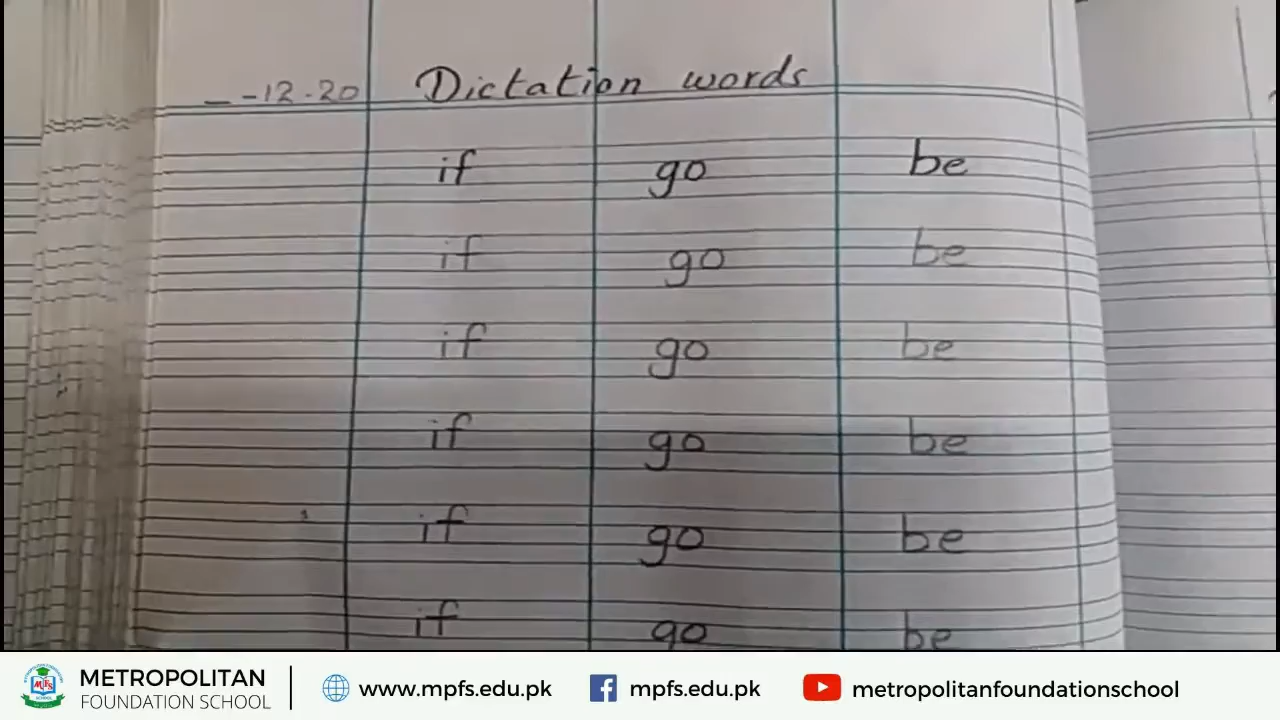 _ -12-20 Dictation words
if go be
if go be
if go be
if go be
if go be
if go be
METROPOLITAN
FOUNDATION SCHOOL
www.mpfs.edu.pk
mpfs.edu.pk
metropolitanfoundationschool